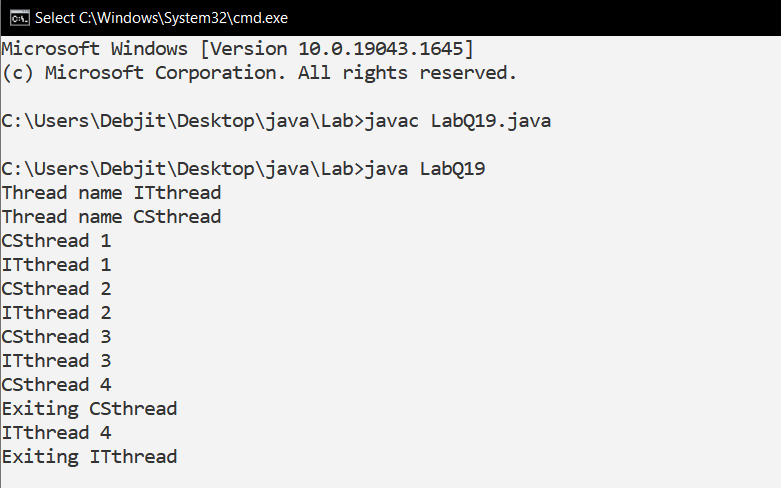 Select C:\Windows\System32\cmd.exe
Microsoft Windows [Version 10.0.19043.1645]
(c) Microsoft Corporation. All rights reserved.
C:\Users\Debjit\Desktop\java\Lab>javac LabQ19.java
C:\Users\Debjit\Desktop\java\Lab>java LabQ19
Thread name ITthread
Thread name CSthread
CSthread 1
ITthread 1
CSthread 2
ITthread 2
CSthread 3
ITthread 3
CSthread 4
Exiting CSthread
ITthread 4
Exiting ITthread